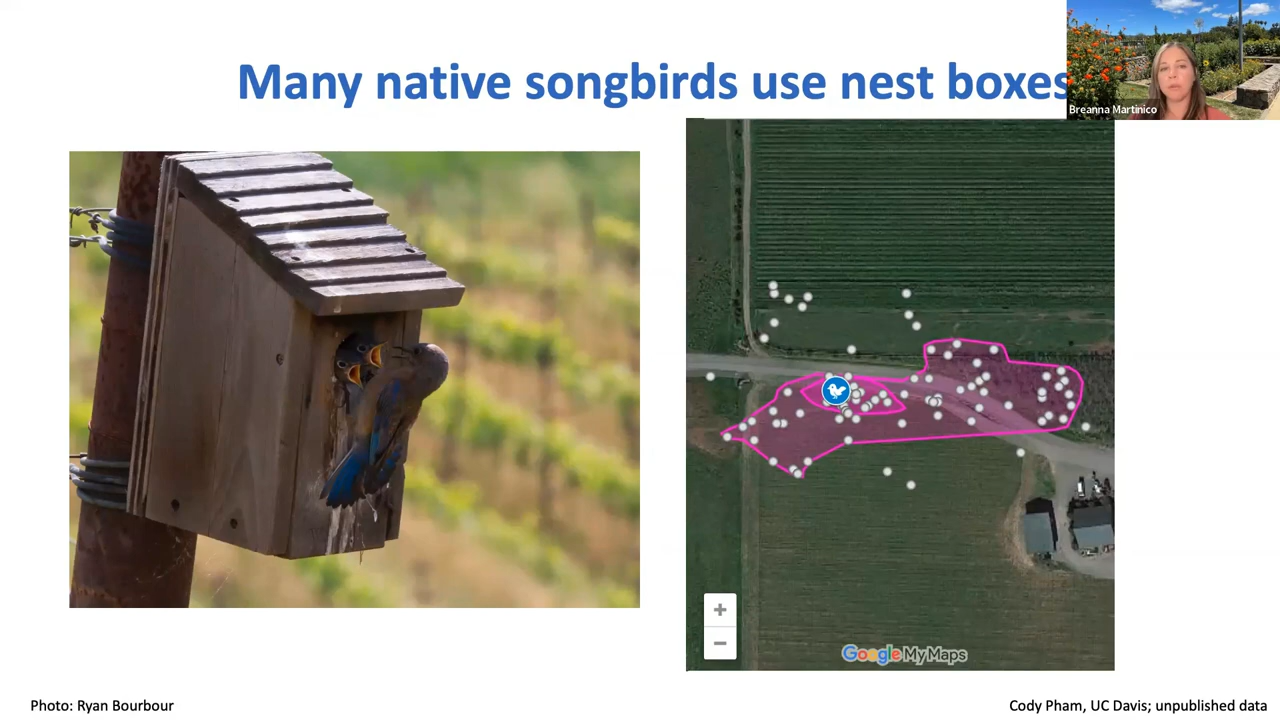 Many native songbirds use nest boxes
Breanna Martinico
+
−
Google My Maps
Photo: Ryan Bourbour
Cody Pham, UC Davis; unpublished data